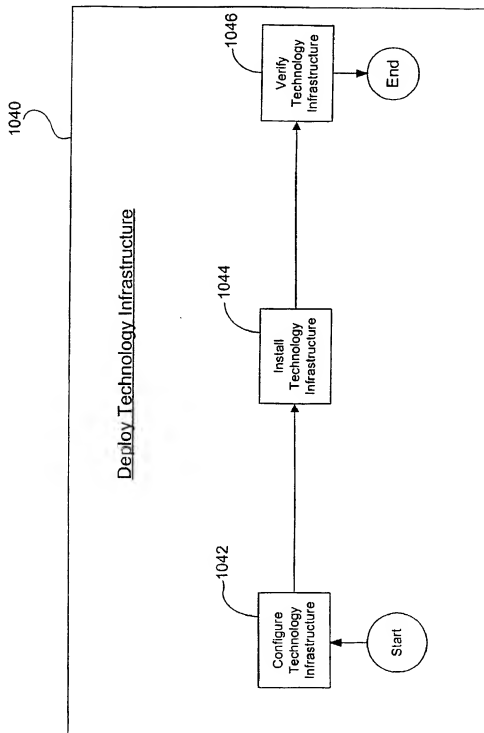 1040
Deploy Technology Infrastructure
1042
Configure
Technology
Infrastructure
Start
1044
Install
Technology
Infrastructure
1046
Verify
Technology
Infrastructure
End